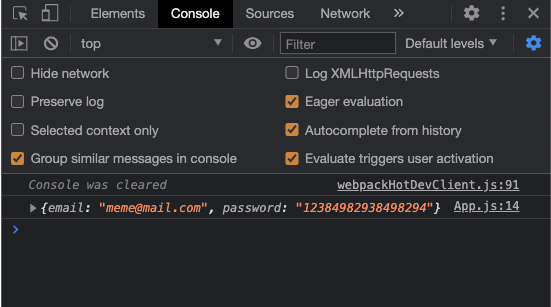 Elements Console Sources Network »
top Filter Default levels
Hide network Log XMLHttpRequests
Preserve log Eager evaluation
Selected context only Autocomplete from history
Group similar messages in console Evaluate triggers user activation
Console was cleared webpackHotDevClient.js:91
{email: "meme@mail.com", password: "12384982938498294"} App.js:14